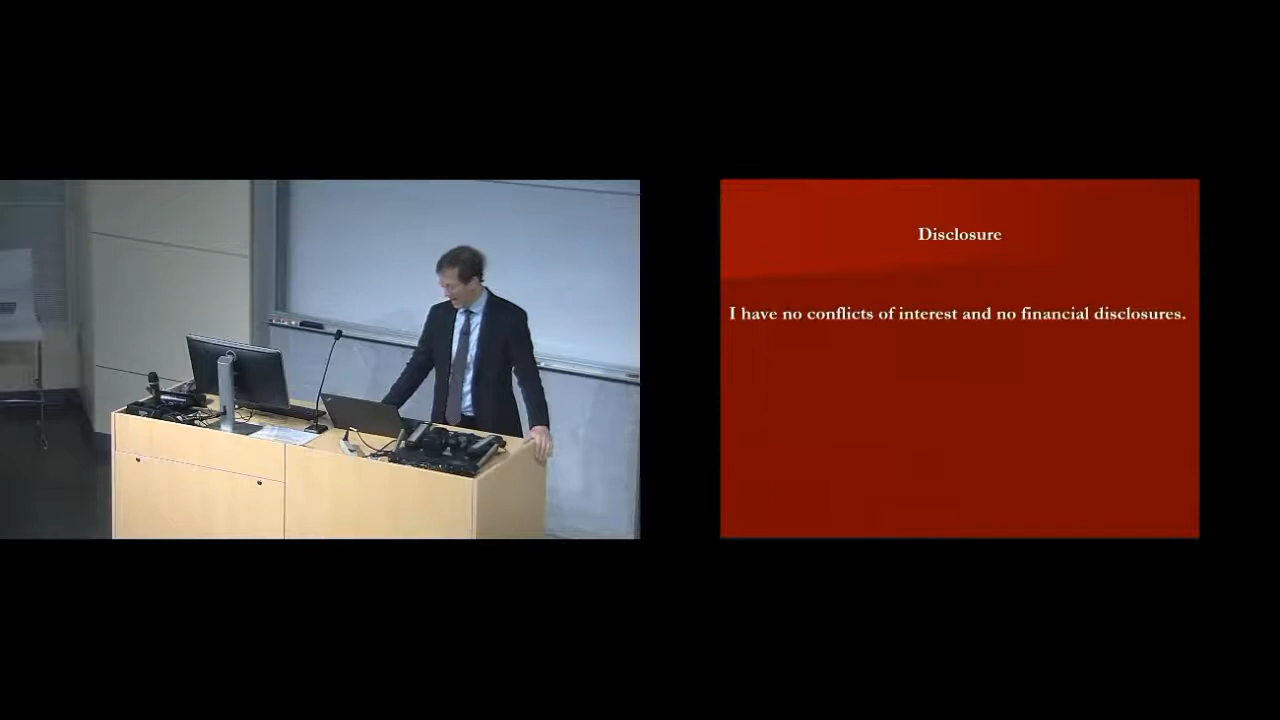 Disclosure
I have no conflicts of interest and no financial disclosures.